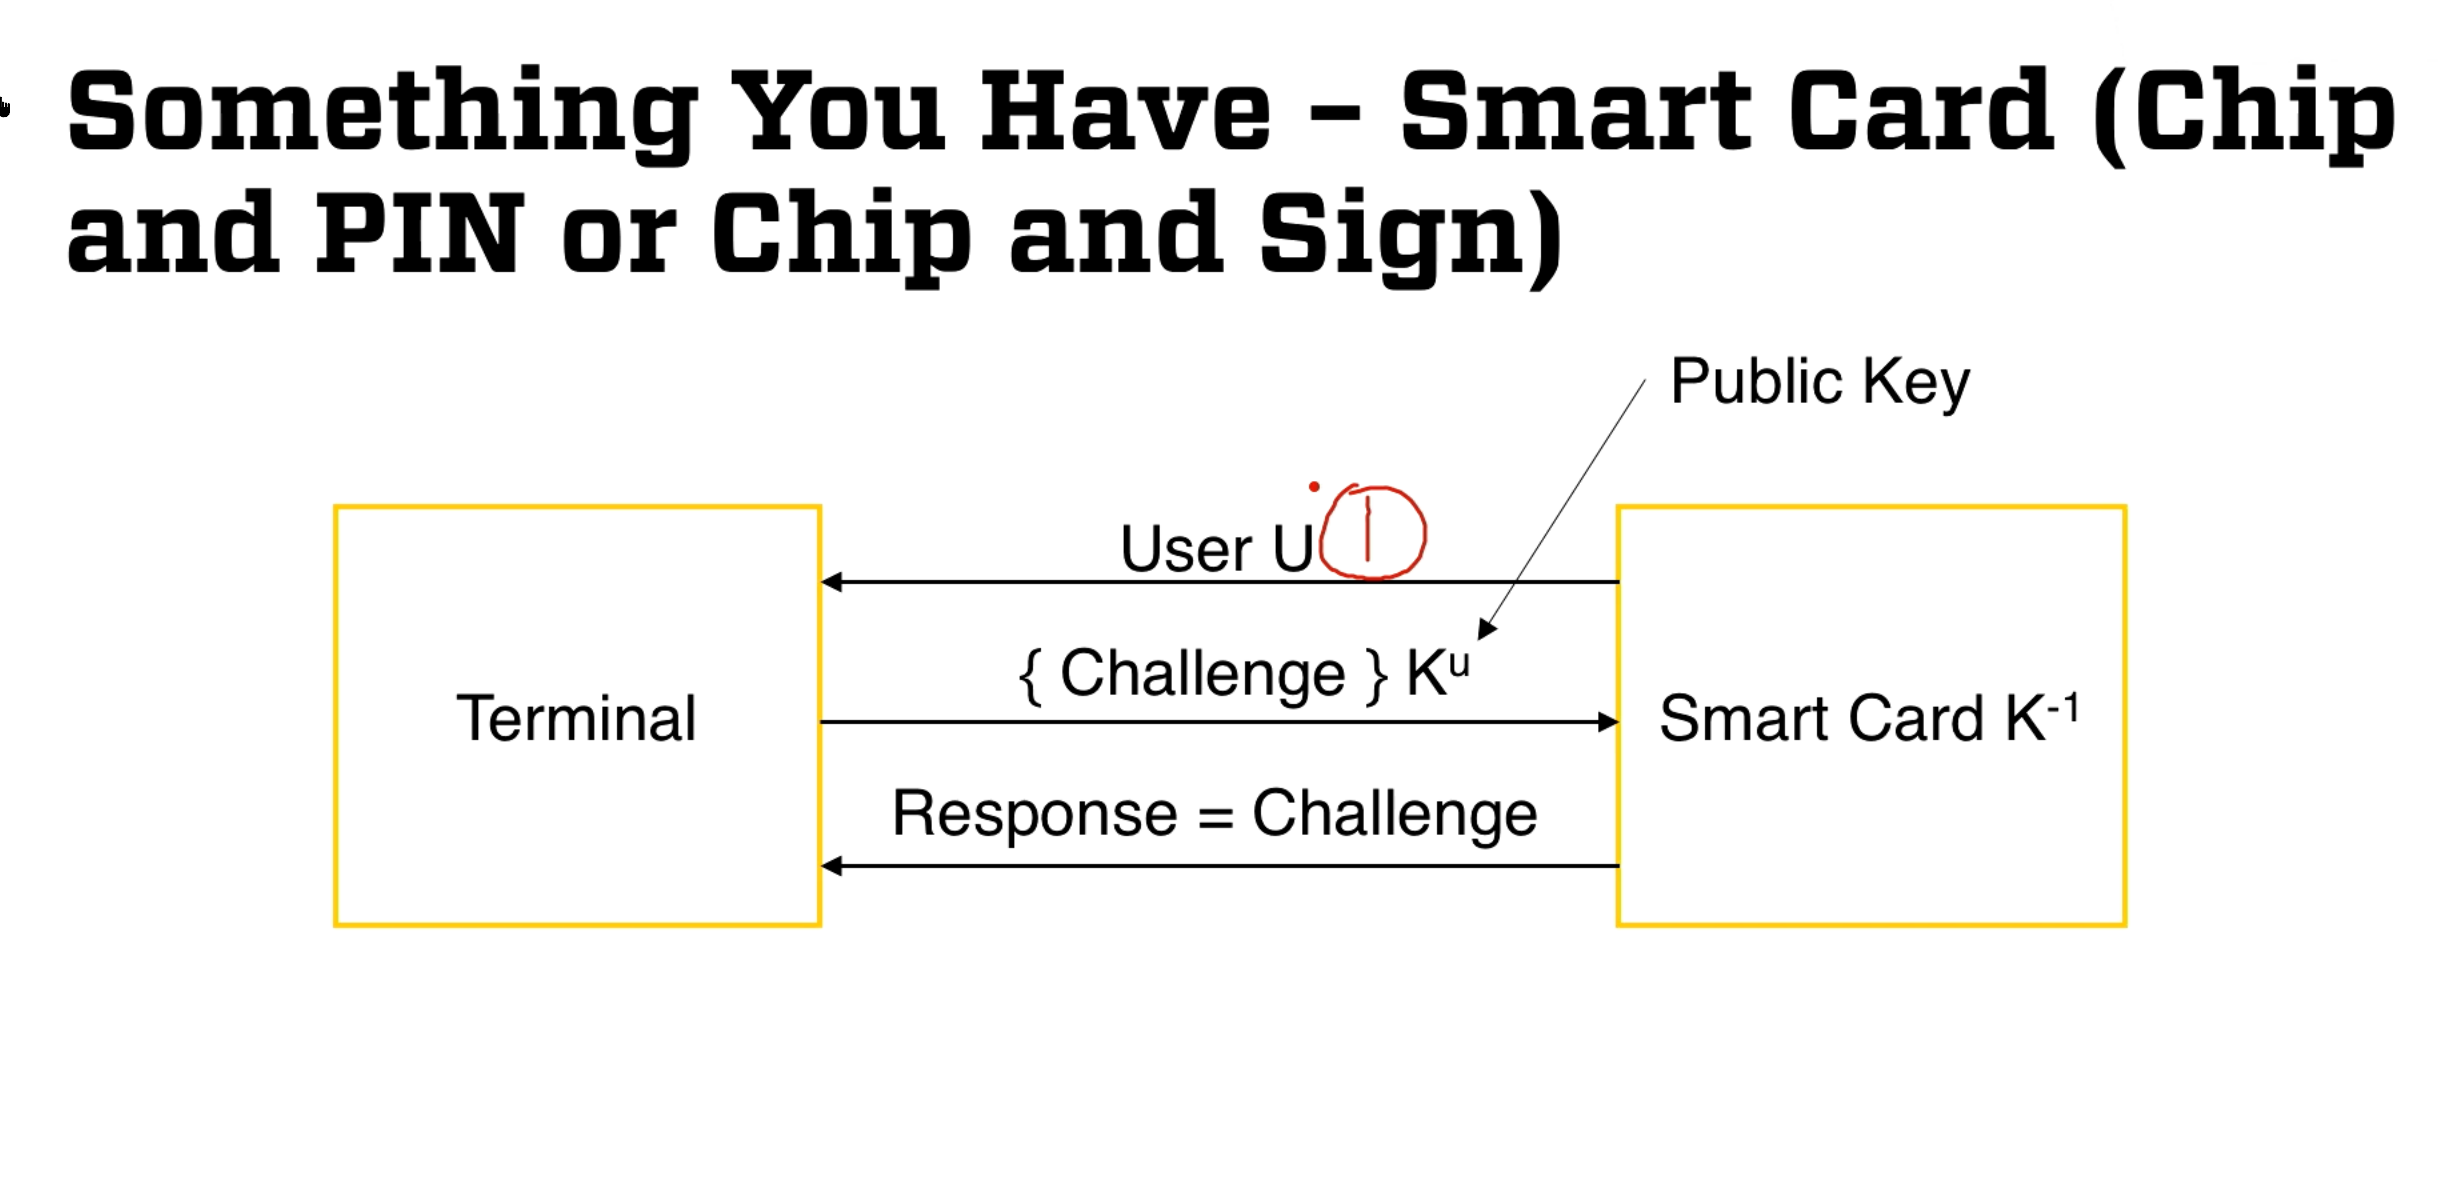 Something You Have – Smart Card (Chip
and PIN or Chip and Sign)
Public Key
User U 1
{ Challenge } Kᵘ
Terminal
Smart Card K⁻¹
Response = Challenge